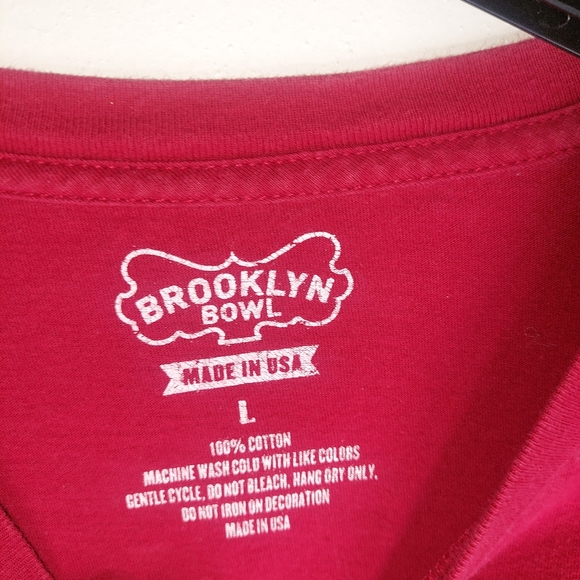 BROOKLYN
BOWL
MADE IN USA
L
100% COTTON
MACHINE WASH COLD WITH LIKE COLORS
GENTLE CYCLE, DO NOT BLEACH, HANG DRY ONLY,
DO NOT IRON ON DECORATION
MADE IN USA